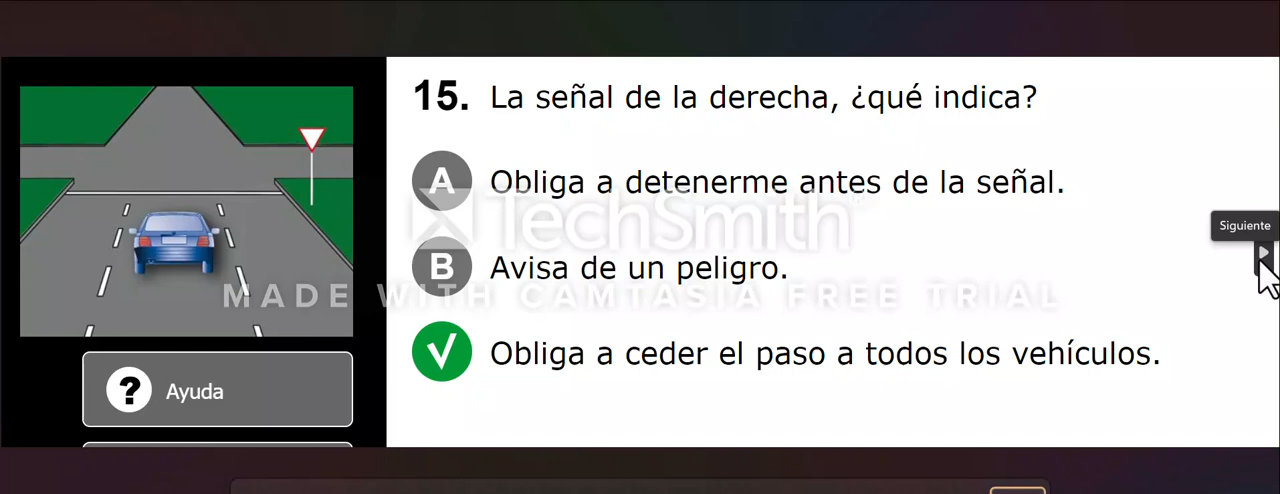 15. La señal de la derecha, ¿qué indica?
A Obliga a detenerme antes de la señal.
TechSmith
Siguiente
B Avisa de un peligro.
MADE WITH CAMTASIA FREE TRIAL
Obliga a ceder el paso a todos los vehículos.
? Ayuda